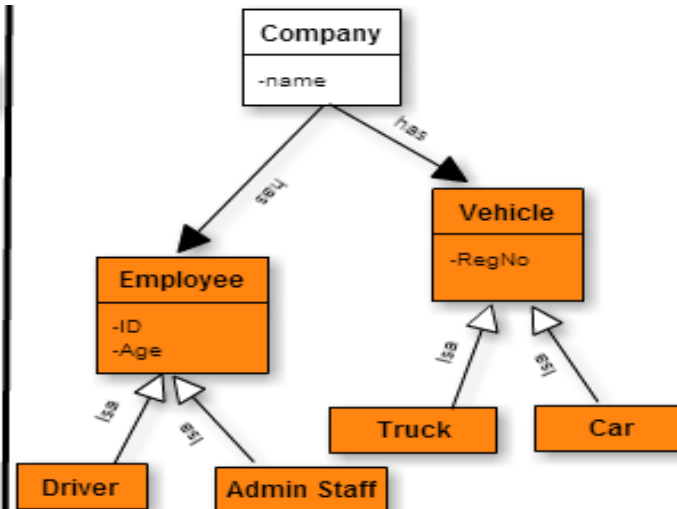 Company
-name
has
has
Vehicle
-RegNo
Employee
-ID
-Age
Isa
Isa
Isa
Isa
Truck
Car
Driver
Admin Staff